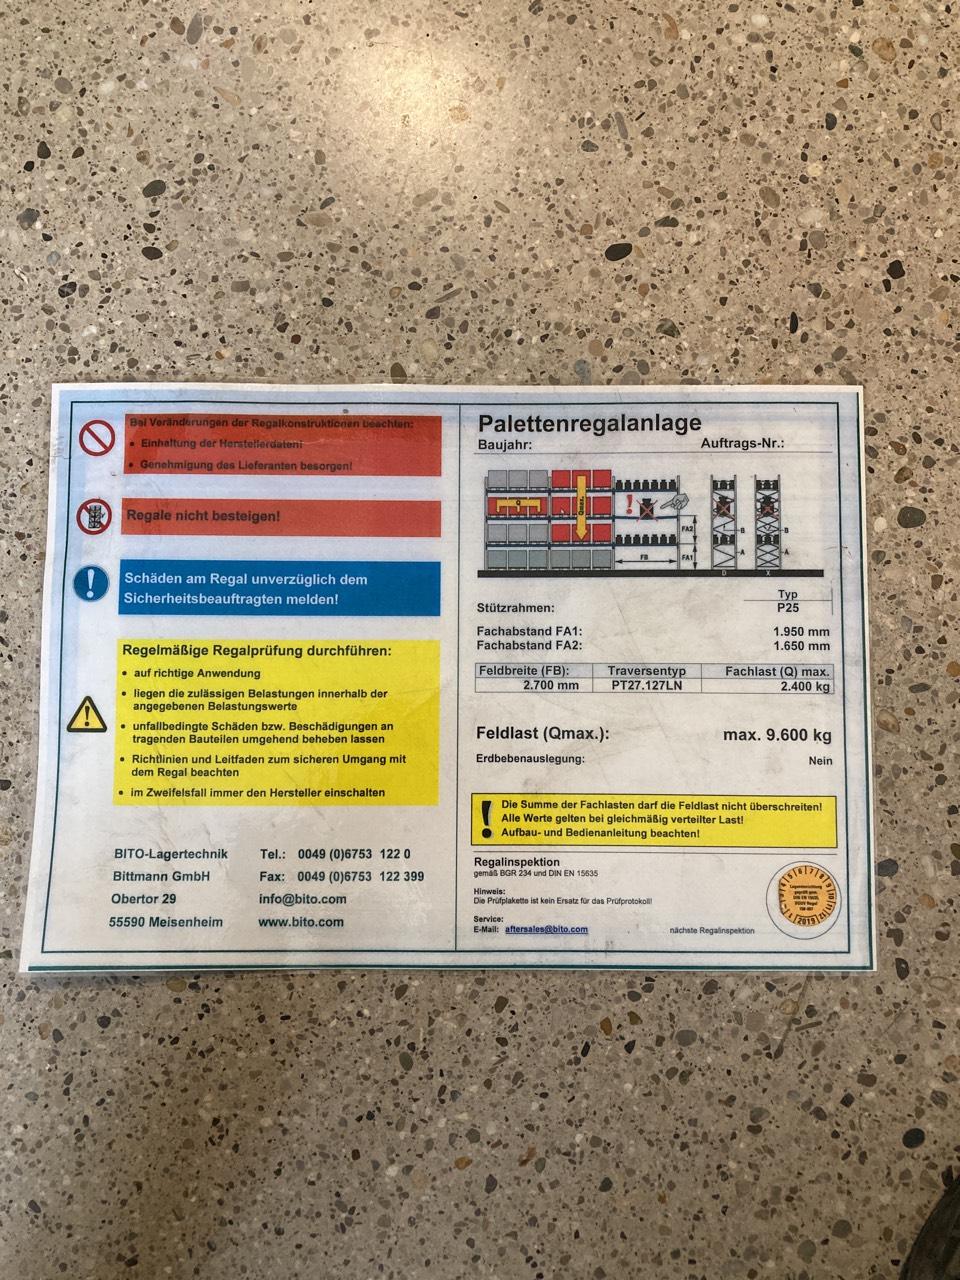 Bei Veränderungen der Regalkonstruktionen beachten:
• Einhaltung der Herstellerdaten!
• Genehmigung des Lieferanten besorgen!
Regale nicht besteigen!
Schäden am Regal unverzüglich dem
Sicherheitsbeauftragten melden!
Regelmäßige Regalprüfung durchführen:
• auf richtige Anwendung
• liegen die zulässigen Belastungen innerhalb der
angegebenen Belastungswerte
• unfallbedingte Schäden bzw. Beschädigungen an
tragenden Bauteilen umgehend beheben lassen
• Richtlinien und Leitfaden zum sicheren Umgang mit
dem Regal beachten
• im Zweifelsfall immer den Hersteller einschalten
BITO-Lagertechnik Tel.: 0049 (0)6753 122 0
Bittmann GmbH Fax: 0049 (0)6753 122 399
Obertor 29 info@bito.com
55590 Meisenheim www.bito.com
Palettenregalanlage
Baujahr: Auftrags-Nr.:
Q
Qmax.
FA2
FB
FA1
B
A
D
B
A
X
Typ
Stützrahmen: P25
Fachabstand FA1: 1.950 mm
Fachabstand FA2: 1.650 mm
Feldbreite (FB): Traversentyp Fachlast (Q) max.
2.700 mm PT27.127LN 2.400 kg
Feldlast (Qmax.): max. 9.600 kg
Erdbebenauslegung: Nein
Die Summe der Fachlasten darf die Feldlast nicht überschreiten!
Alle Werte gelten bei gleichmäßig verteilter Last!
Aufbau- und Bedienanleitung beachten!
Regalinspektion
gemäß BGR 234 und DIN EN 15635
Hinweis:
Die Prüfplakette ist kein Ersatz für das Prüfprotokoll!
Service:
E-Mail: aftersales@bito.com nächste Regalinspektion
2019